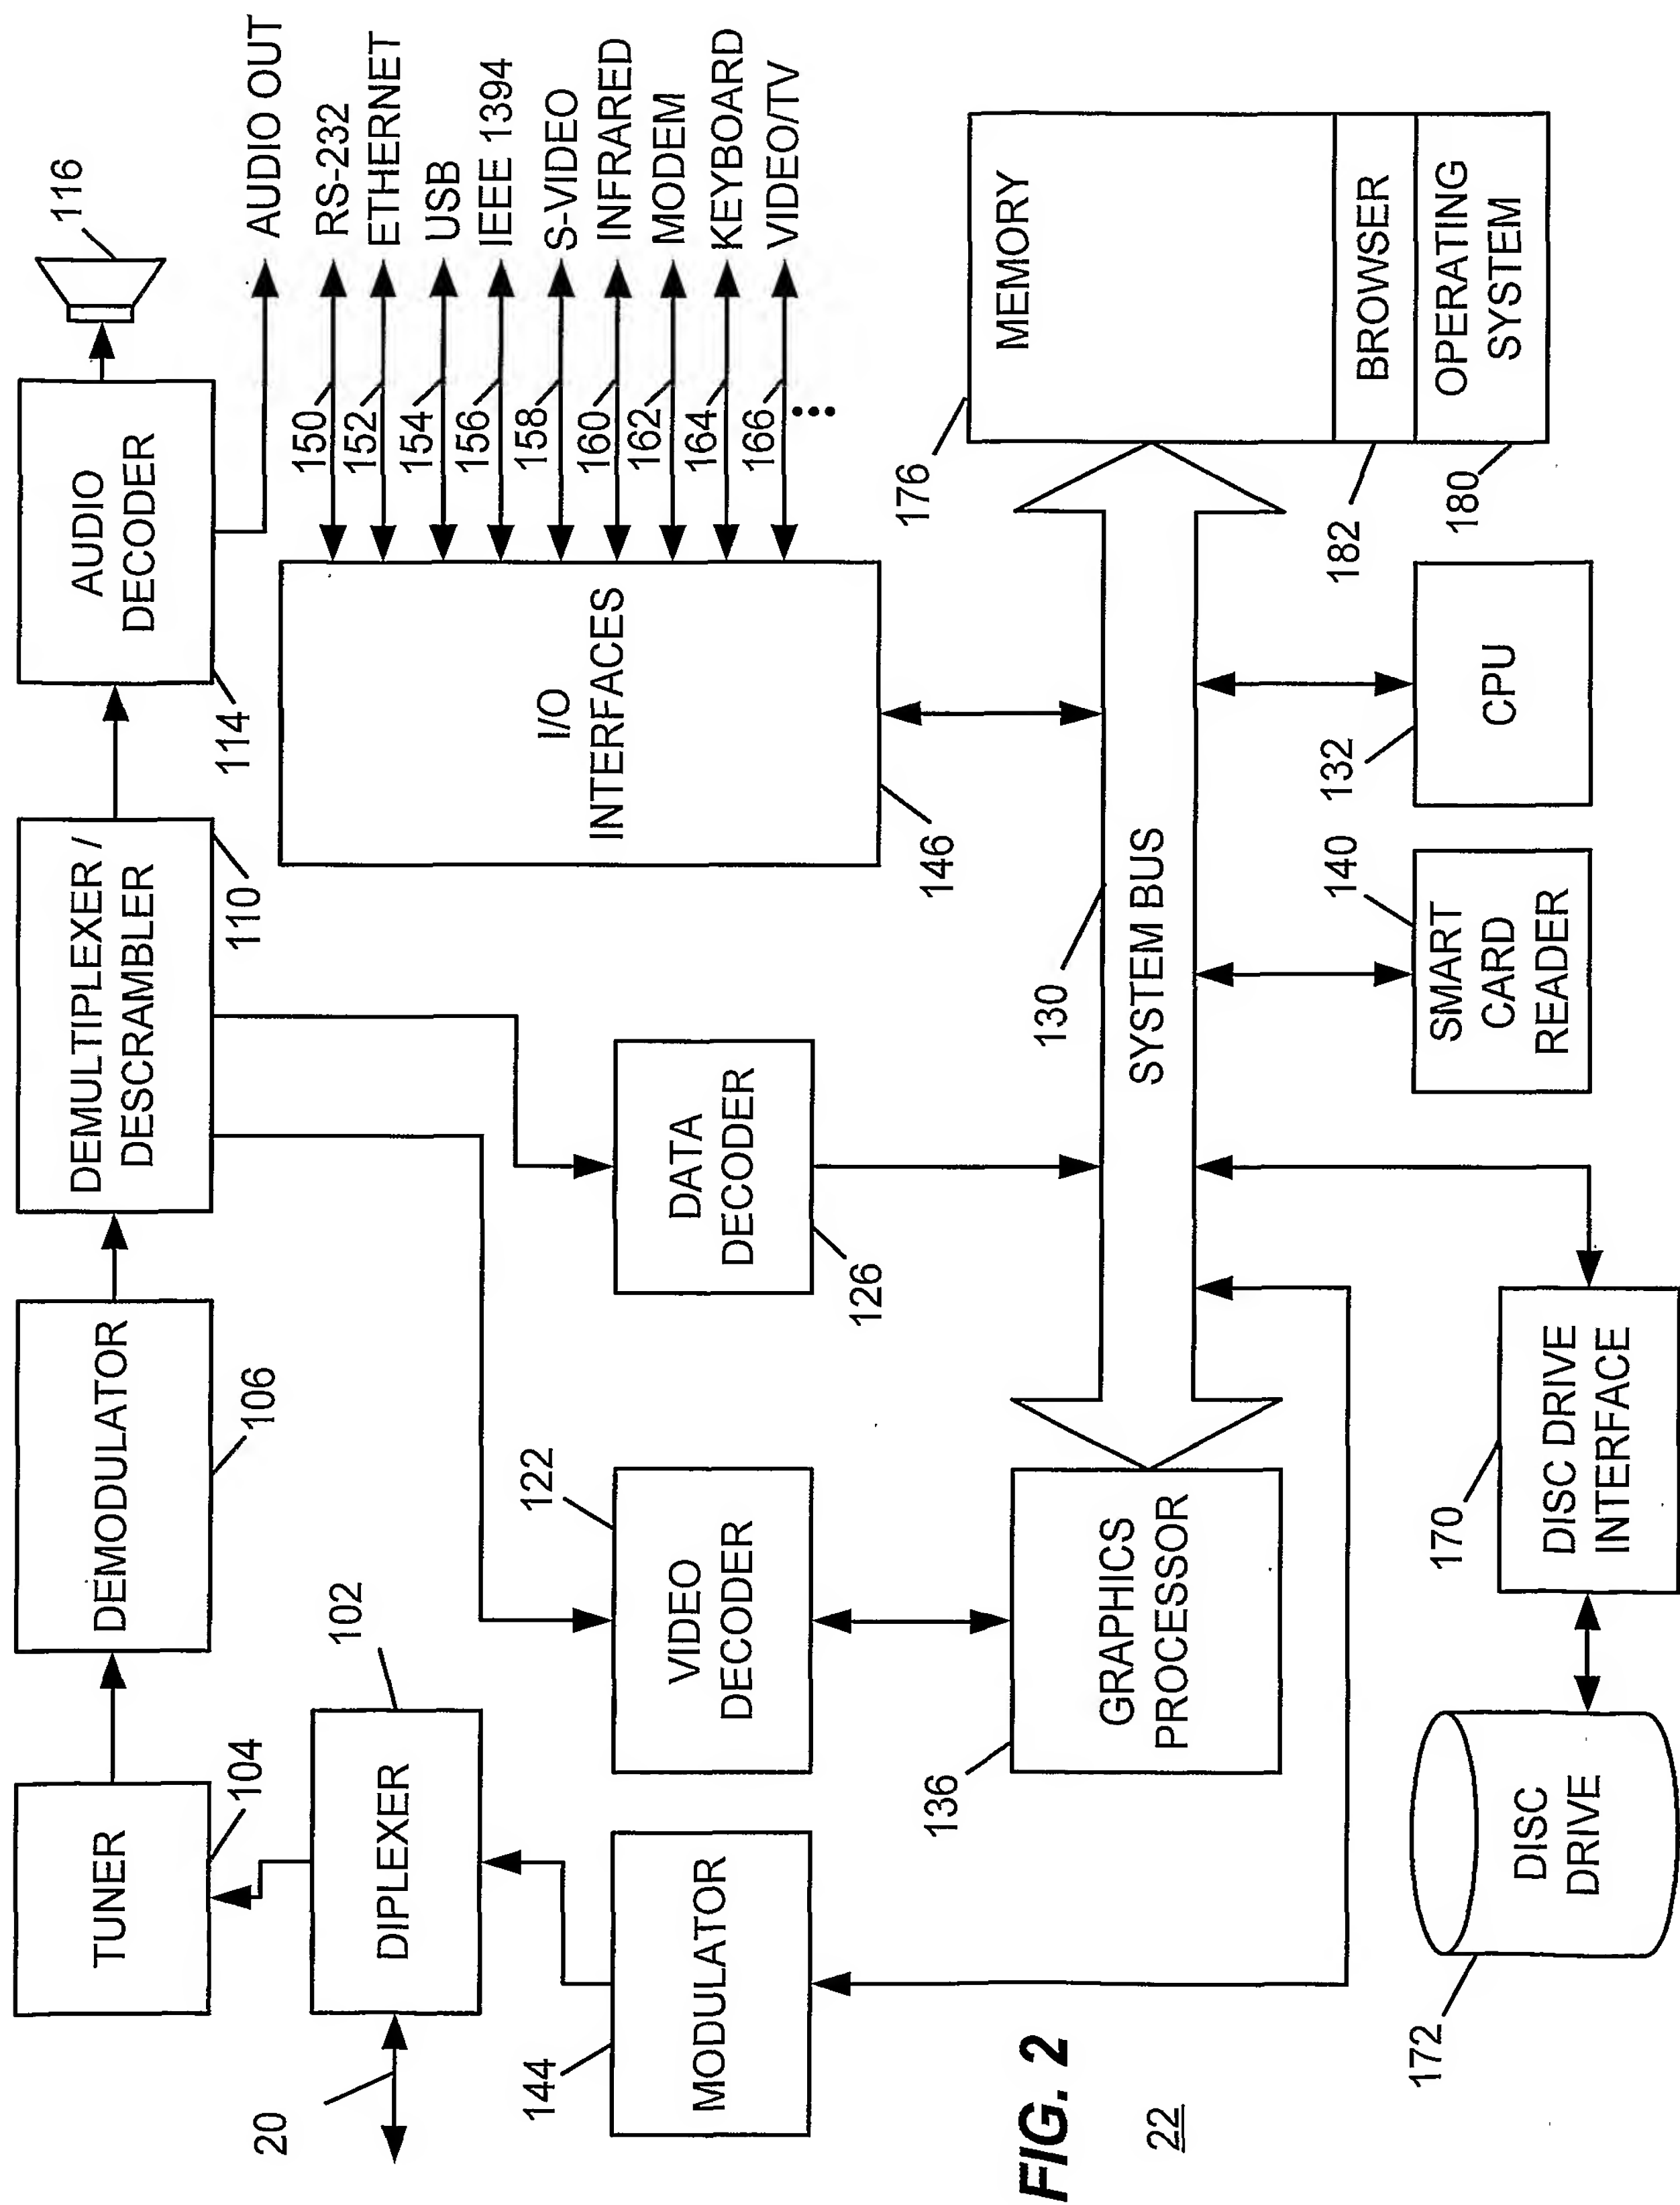 TUNER
104
DEMODULATOR
106
DEMULTIPLEXER /
DESCRAMBLER
110
AUDIO
DECODER
114
116
AUDIO OUT
20
DIPLEXER
102
I/O
INTERFACES
146
150
RS-232
152
ETHERNET
154
USB
156
IEEE 1394
158
S-VIDEO
160
INFRARED
162
MODEM
164
KEYBOARD
166
VIDEO/TV
144
MODULATOR
VIDEO
DECODER
122
DATA
DECODER
126
136
GRAPHICS
PROCESSOR
130
SYSTEM BUS
176
MEMORY
182
BROWSER
180
OPERATING
SYSTEM
172
DISC
DRIVE
170
DISC DRIVE
INTERFACE
140
SMART
CARD
READER
132
CPU
FIG. 2
22